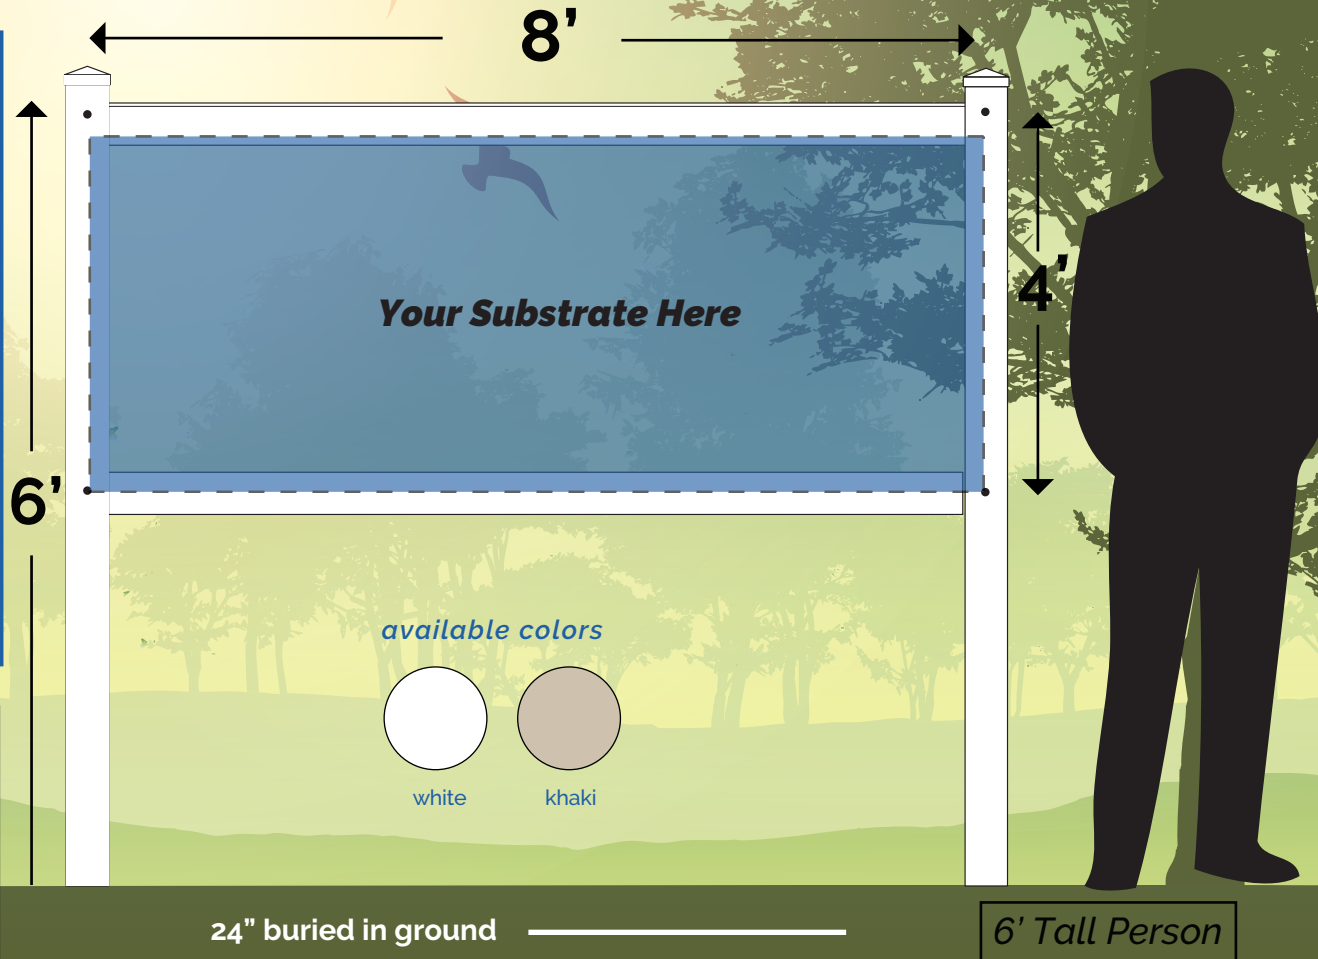 8’
Your Substrate Here
4’
6’
available colors
white
khaki
24” buried in ground
6’ Tall Person